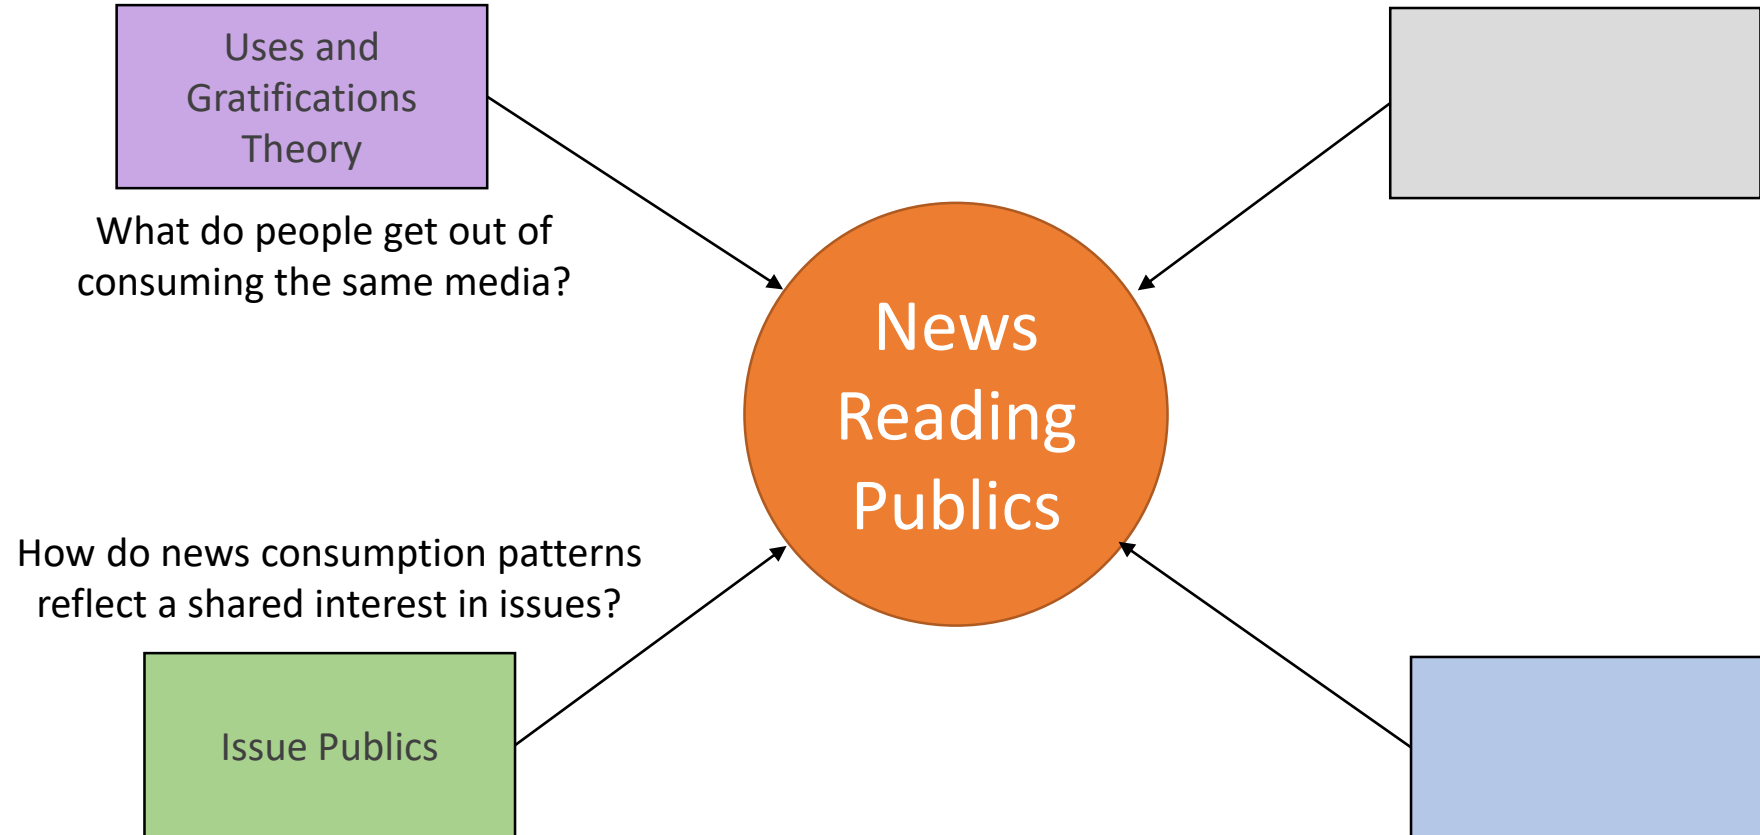 Uses and
Gratifications
Theory
What do people get out of
consuming the same media?
News
Reading
Publics
How do news consumption patterns
reflect a shared interest in issues?
Issue Publics